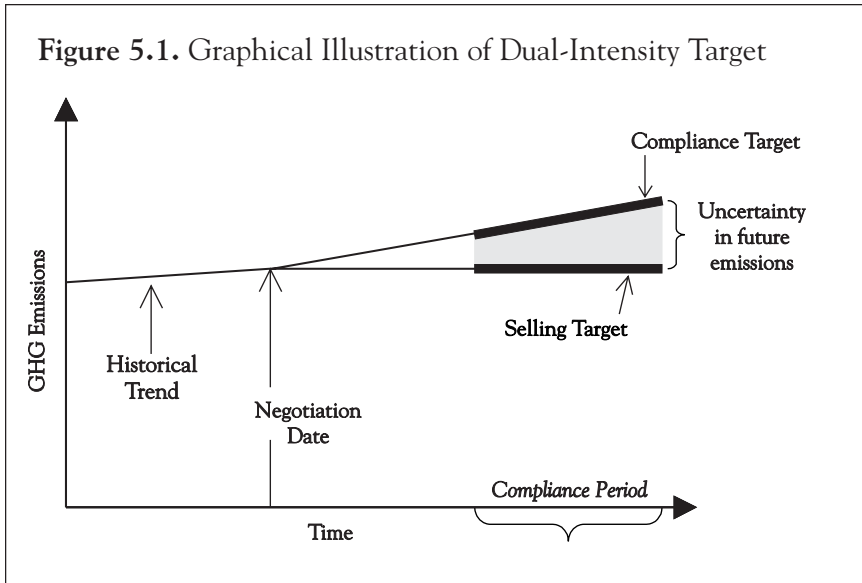 Figure 5.1. Graphical Illustration of Dual-Intensity Target
Compliance Target
Uncertainty
in future
emissions
GHG Emissions
Selling Target
Historical
Trend
Negotiation
Date
Compliance Period
Time